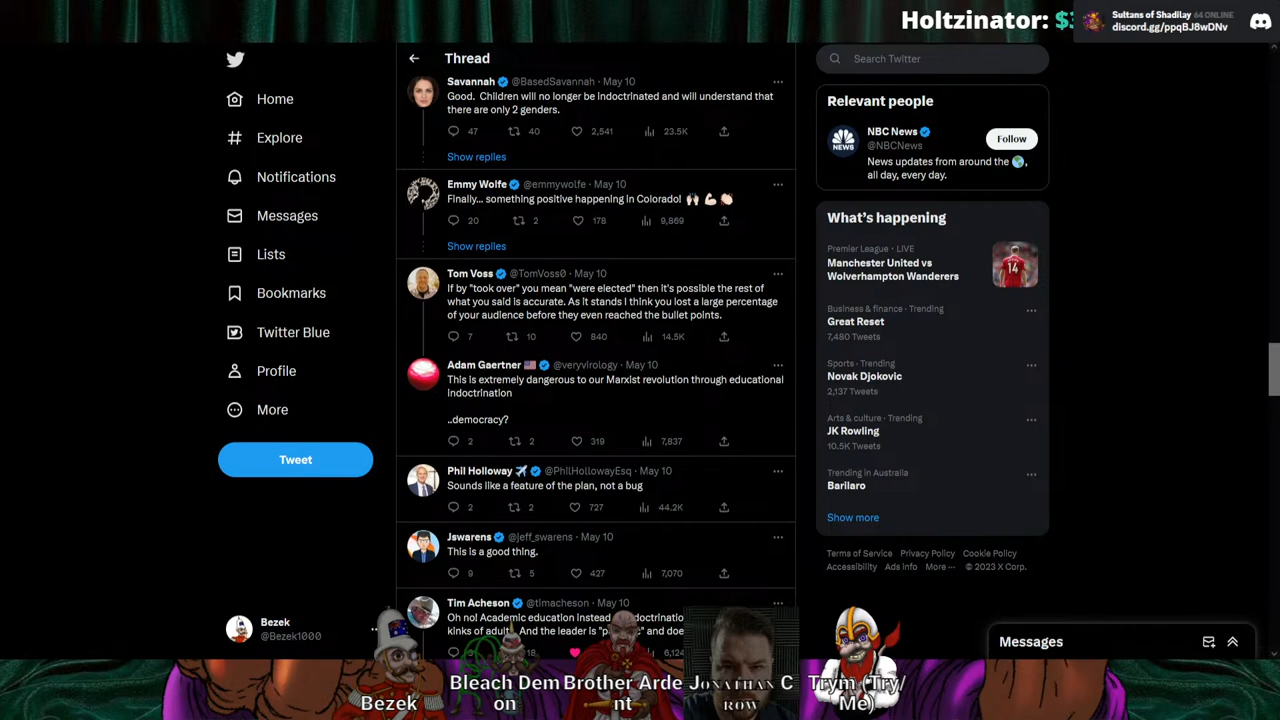 Holtzinator: $
Sultans of Shadilay 64 ONLINE
discord.gg/ppqBJ8wDNv
Home
Explore
Notifications
Messages
Lists
Bookmarks
Twitter Blue
Profile
More
Tweet
Bezek
@Bezek1000
Thread
Savannah @BasedSavannah · May 10
Good. Children will no longer be indoctrinated and will understand that
there are only 2 genders.
47 40 2,541 23.5K
Show replies
Emmy Wolfe @emmywolfe · May 10
Finally... something positive happening in Colorado! 🙌🏻 💪🏻 👏🏻
20 2 178 9,869
Show replies
Tom Voss @TomVoss0 · May 10
If by "took over" you mean "were elected" then it's possible the rest of
what you said is accurate. As it stands I think you lost a large percentage
of your audience before they even reached the bullet points.
7 10 840 14.5K
Adam Gaertner 🇺🇸 @veryvirology · May 10
This is extremely dangerous to our Marxist revolution through educational
indoctrination
..democracy?
2 2 319 7,837
Phil Holloway ✈️ @PhilHollowayEsq · May 10
Sounds like a feature of the plan, not a bug
2 2 727 44.2K
Jswarens @jeff_swarens · May 10
This is a good thing.
9 5 427 7,070
Tim Acheson @timacheson · May 10
Oh no! Academic education instead
kinks of adul And the leader is and doe
18 6,124
Search Twitter
Relevant people
NBC News
@NBCNews
Follow
News updates from around the 🌎,
all day, every day.
What's happening
Premier League · LIVE
Manchester United vs
Wolverhampton Wanderers
14
Business & finance · Trending
Great Reset
7,480 Tweets
Sports · Trending
Novak Djokovic
2,137 Tweets
Arts & culture · Trending
JK Rowling
10.5K Tweets
Trending in Australia
Barilaro
Show more
Terms of Service Privacy Policy Cookie Policy
Accessibility Ads info More ··· © 2023 X Corp.
Messages
Bezek
Bleach Dem
on
Brother Arde
nt
Jonathan C
row
Trym (Try/
Me)